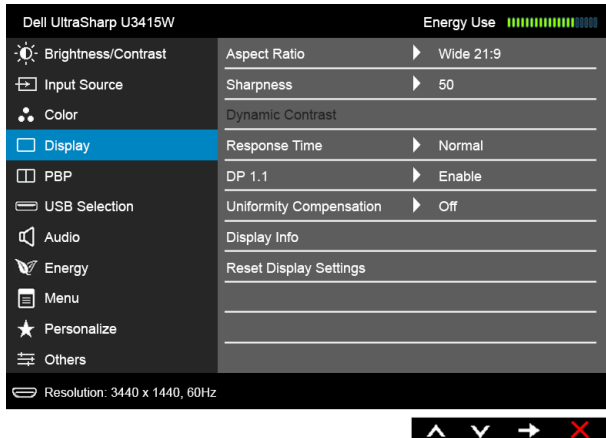 Dell UltraSharp U3415W Energy Use
Brightness/Contrast Aspect Ratio Wide 21:9
Input Source Sharpness 50
Color Dynamic Contrast
Display Response Time Normal
PBP DP 1.1 Enable
USB Selection Uniformity Compensation Off
Audio Display Info
Energy Reset Display Settings
Menu
Personalize
Others
Resolution: 3440 x 1440, 60Hz